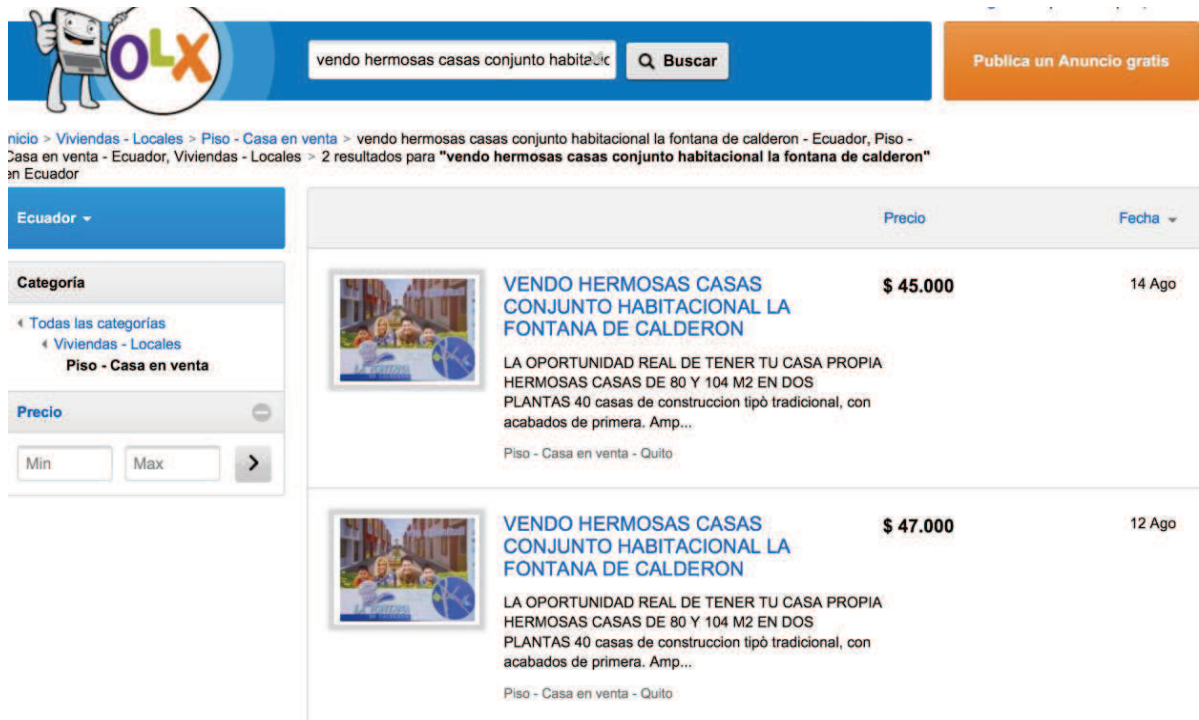 OLX
vendo hermosas casas conjunto
Buscar
Publica un Anuncio gratis
nicio > Viviendas - Locales > Piso - Casa en venta > vendo hermosas casas conjunto habitacional la fontana de calderon - Ecuador, Piso -
Casa en venta - Ecuador, Viviendas - Locales > 2 resultados para "vendo hermosas casas conjunto habitacional la fontana de calderon"
en Ecuador
Ecuador
Precio
Fecha
Categoría
Todas las categorías
Viviendas - Locales
Piso - Casa en venta
Precio
Min
Max
VENDO HERMOSAS CASAS
CONJUNTO HABITACIONAL LA
FONTANA DE CALDERON
$ 45.000
14 Ago
LA OPORTUNIDAD REAL DE TENER TU CASA PROPIA
HERMOSAS CASAS DE 80 Y 104 M2 EN DOS
PLANTAS 40 casas de construccion tipò tradicional, con
acabados de primera. Amp...
Piso - Casa en venta - Quito
VENDO HERMOSAS CASAS
CONJUNTO HABITACIONAL LA
FONTANA DE CALDERON
$ 47.000
12 Ago
LA OPORTUNIDAD REAL DE TENER TU CASA PROPIA
HERMOSAS CASAS DE 80 Y 104 M2 EN DOS
PLANTAS 40 casas de construccion tipò tradicional, con
acabados de primera. Amp...
Piso - Casa en venta - Quito